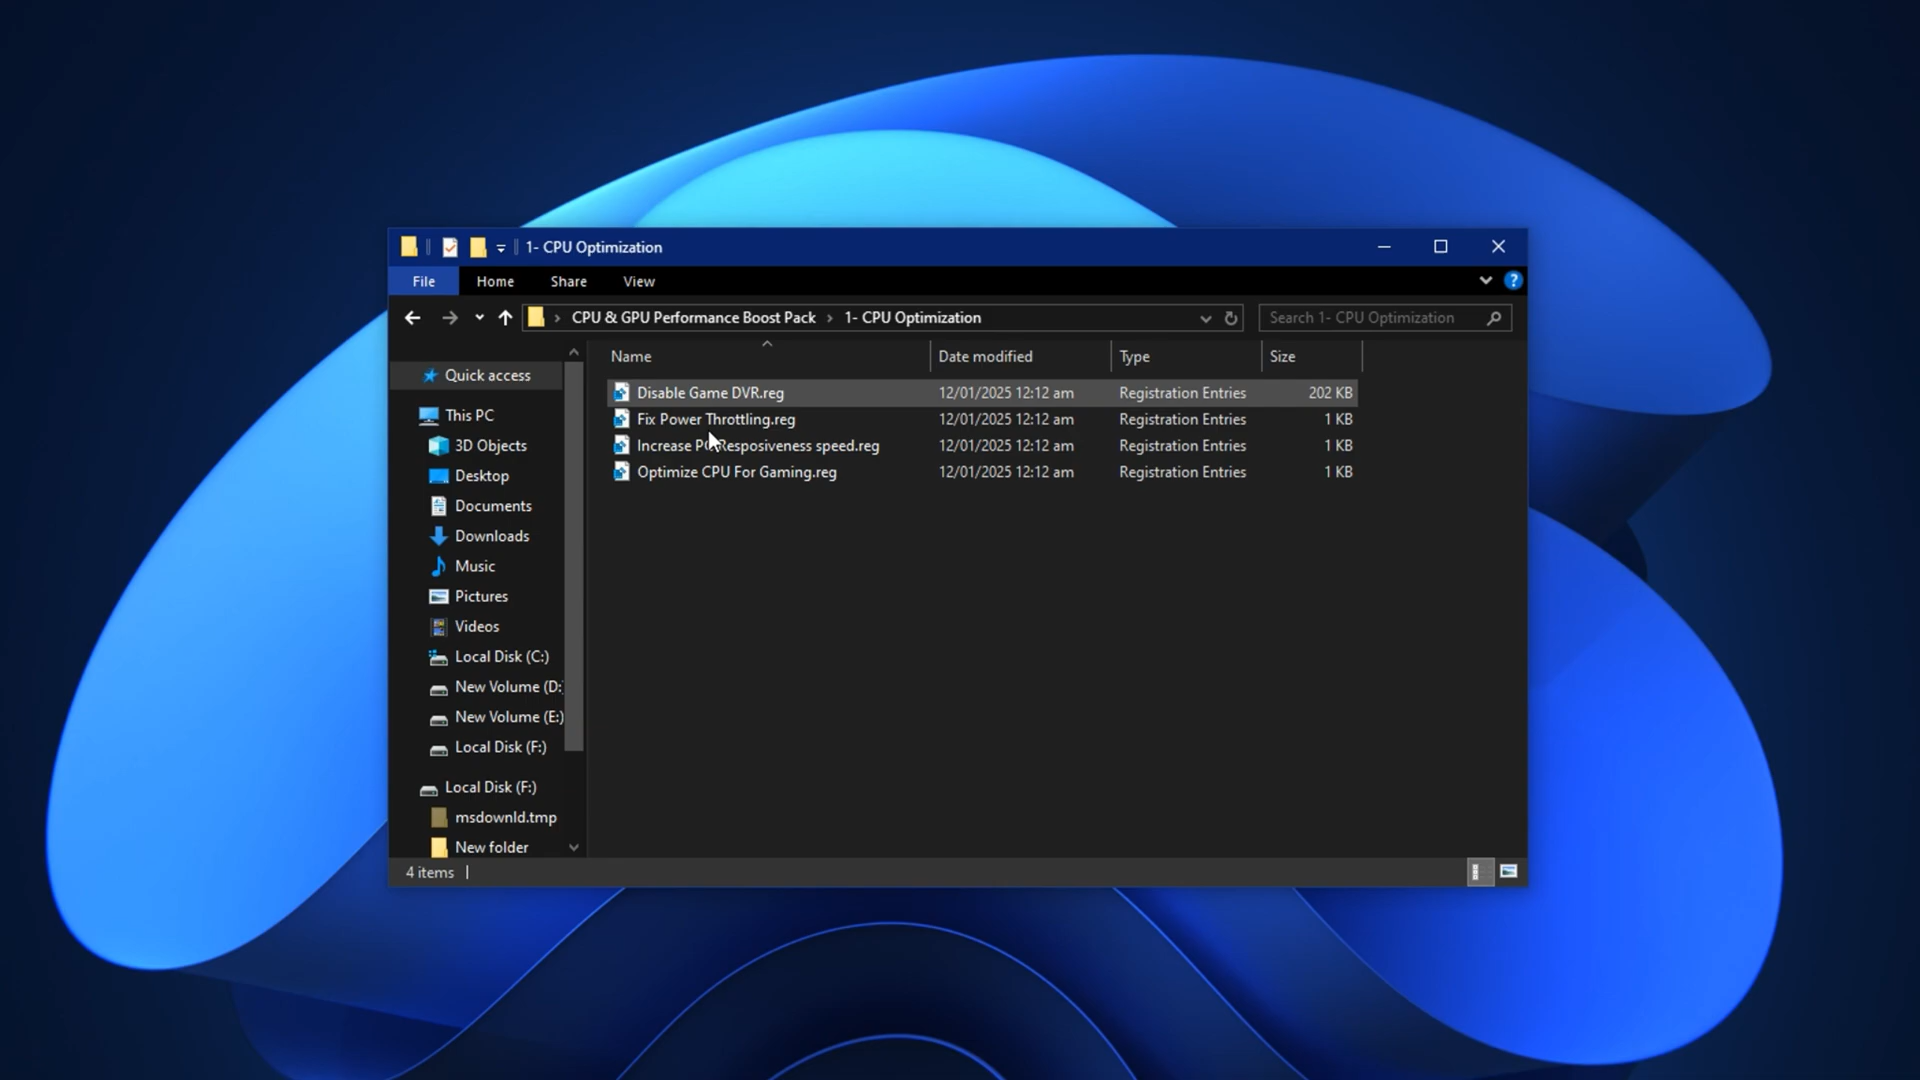 1- CPU Optimization
File Home Share View
?
CPU & GPU Performance Boost Pack › 1- CPU Optimization
Search 1- CPU Optimization
Name Date modified Type Size
Disable Game DVR.reg 12/01/2025 12:12 am Registration Entries 202 KB
Fix Power Throttling.reg 12/01/2025 12:12 am Registration Entries 1 KB
Increase PC Resposiveness speed.reg 12/01/2025 12:12 am Registration Entries 1 KB
Optimize CPU For Gaming.reg 12/01/2025 12:12 am Registration Entries 1 KB
Quick access
This PC
3D Objects
Desktop
Documents
Downloads
Music
Pictures
Videos
Local Disk (C:)
New Volume (D:
New Volume (E:)
Local Disk (F:)
Local Disk (F:)
msdownld.tmp
New folder
4 items